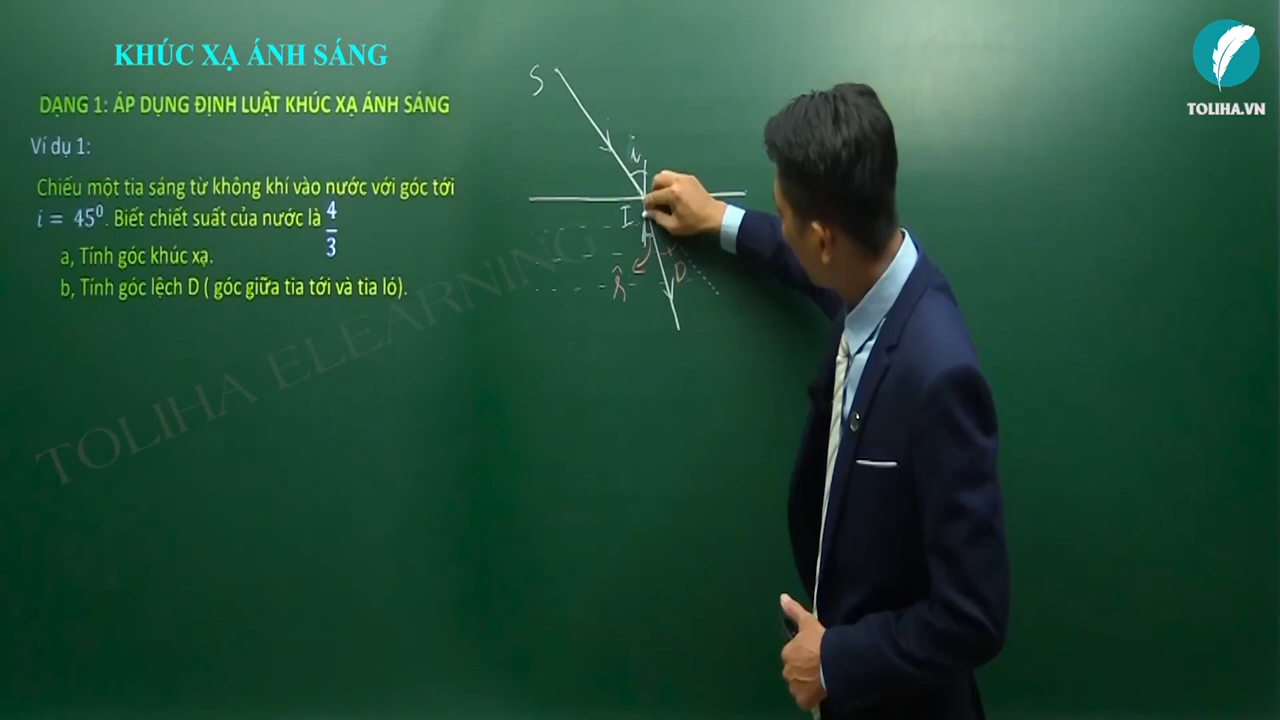 KHÚC XẠ ÁNH SÁNG
TOLIHA.VN
DẠNG 1: ÁP DỤNG ĐỊNH LUẬT KHÚC XẠ ÁNH SÁNG
Ví dụ 1:
Chiếu một tia sáng từ không khí vào nước với góc tới
i = 45⁰. Biết chiết suất của nước là 4/3
a, Tính góc khúc xạ.
b, Tính góc lệch D ( góc giữa tia tới và tia ló).
S
i
I
r
D
TOLIHA ELEARNING